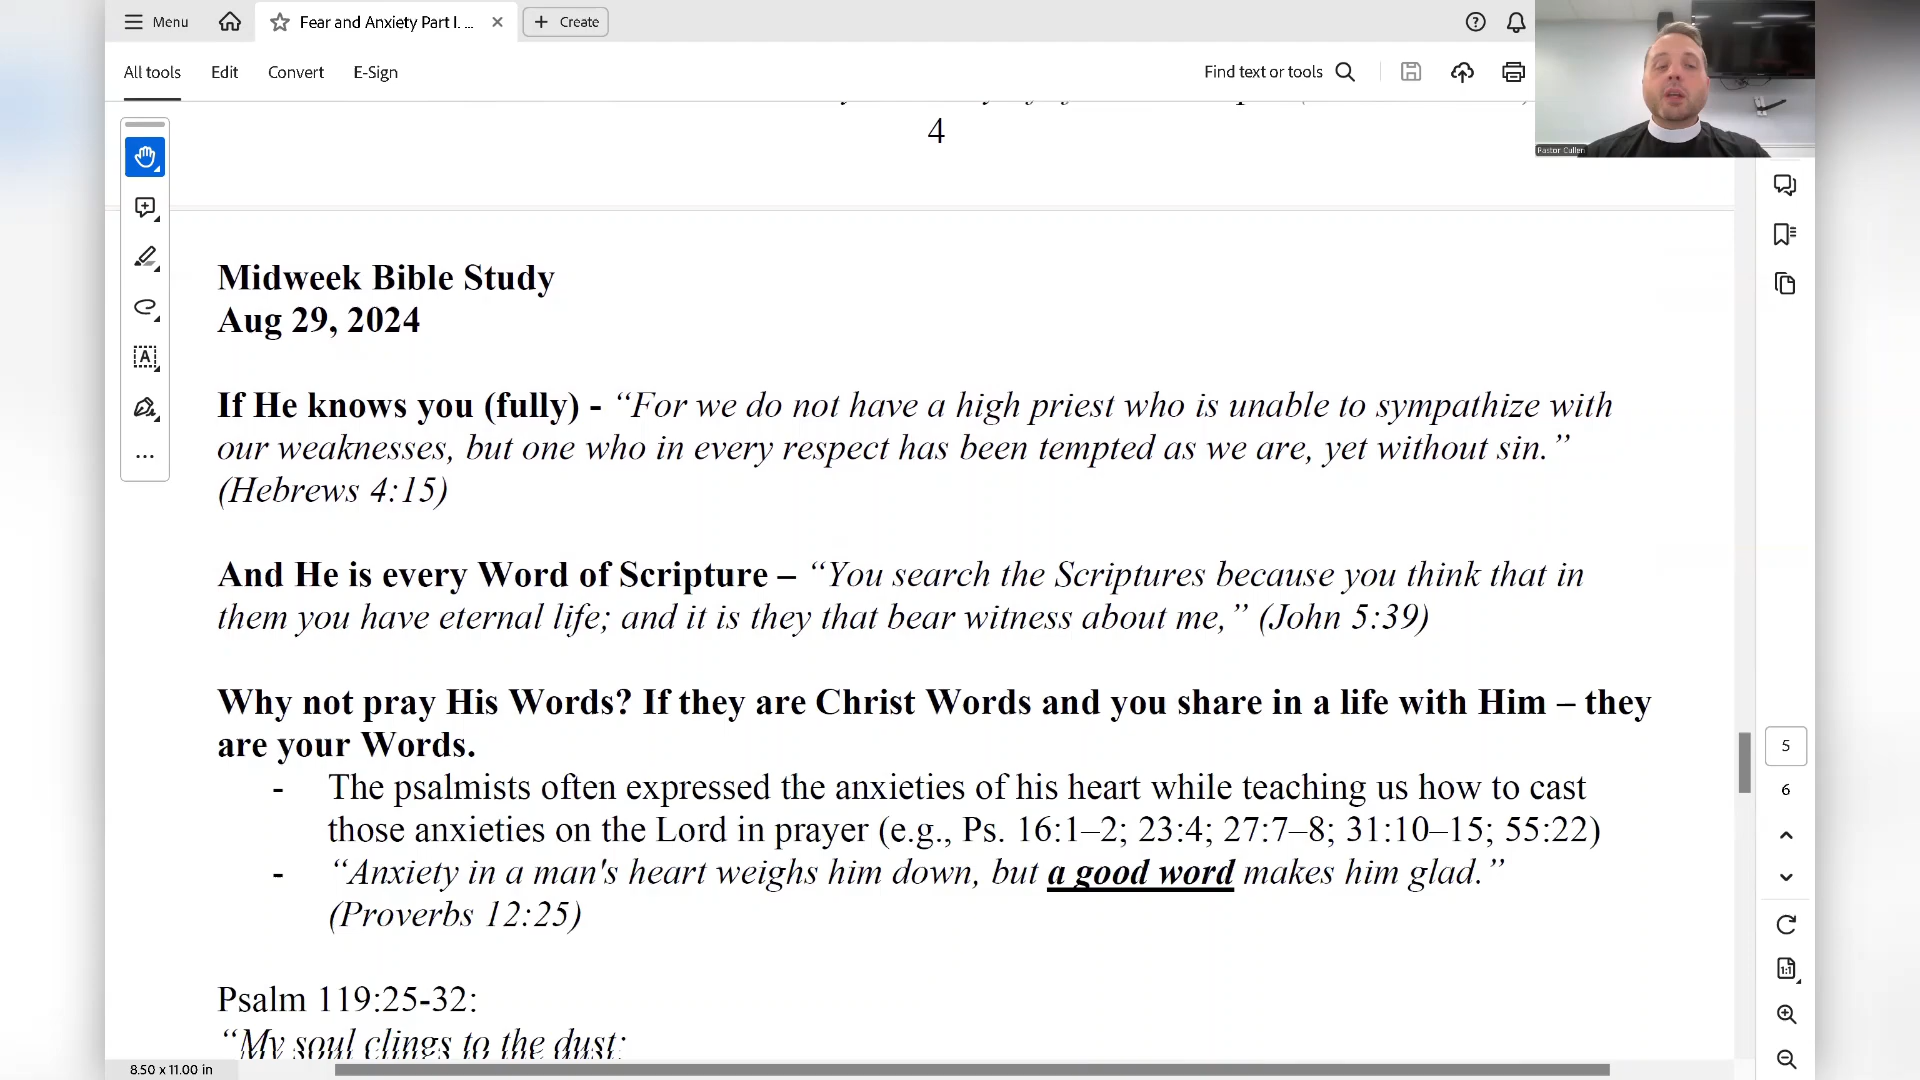 Menu
Fear and Anxiety Part I. ...
Create
All tools
Edit
Convert
E-Sign
Find text or tools
Pastor Cullen
4
Midweek Bible Study
Aug 29, 2024
If He knows you (fully) - “For we do not have a high priest who is unable to sympathize with
our weaknesses, but one who in every respect has been tempted as we are, yet without sin.”
(Hebrews 4:15)
And He is every Word of Scripture – “You search the Scriptures because you think that in
them you have eternal life; and it is they that bear witness about me,” (John 5:39)
Why not pray His Words? If they are Christ Words and you share in a life with Him – they
are your Words.
- The psalmists often expressed the anxieties of his heart while teaching us how to cast
those anxieties on the Lord in prayer (e.g., Ps. 16:1–2; 23:4; 27:7–8; 31:10–15; 55:22)
- “Anxiety in a man's heart weighs him down, but a good word makes him glad.”
(Proverbs 12:25)
Psalm 119:25-32:
“My soul clings to the dust;
5
6
8.50 x 11.00 in